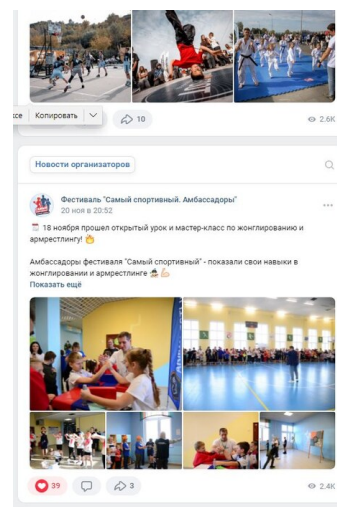 ксе Копировать
10
2.6K
Новости организаторов
Фестиваль "Самый спортивный. Амбассадоры"
20 ноя в 20:52
18 ноября прошел открытый урок и мастер-класс по жонглированию и
армрестлингу!
Амбассадоры фестиваля "Самый спортивный" - показали свои навыки в
жонглировании и армрестлинге
Показать ещё
39
3
2.4K